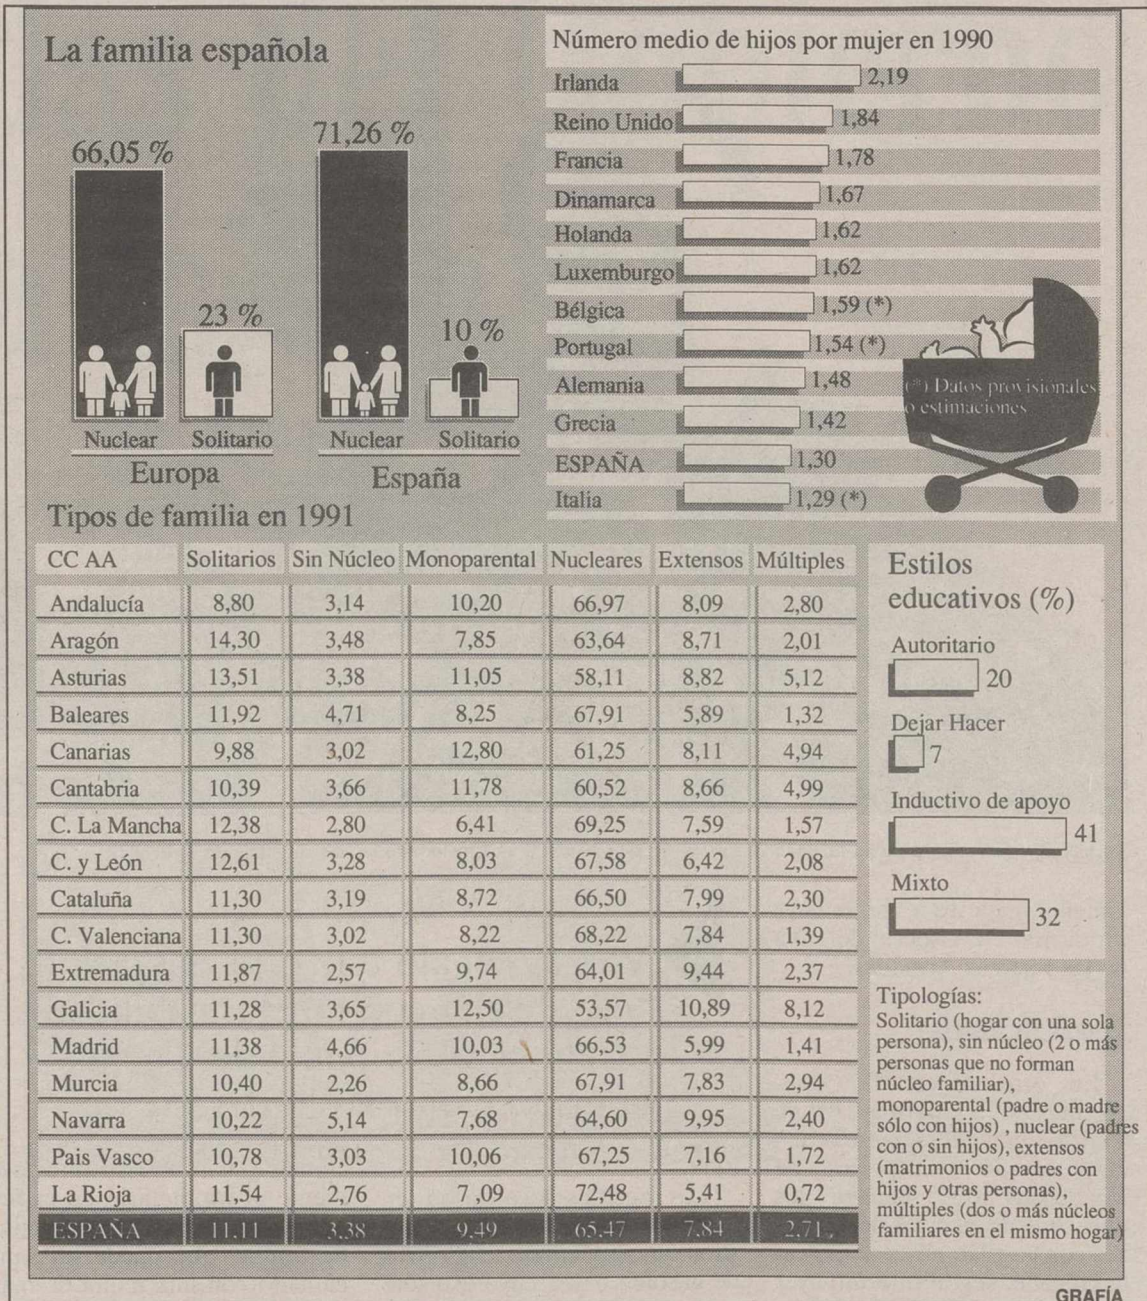 La familia española
66,05 %
23 %
71,26 %
10 %
Nuclear Solitario Nuclear Solitario
Europa España
Número medio de hijos por mujer en 1990
Irlanda 2,19
Reino Unido 1,84
Francia 1,78
Dinamarca 1,67
Holanda 1,62
Luxemburgo 1,62
Bélgica 1,59 (*)
Portugal 1,54 (*)
Alemania 1,48
Grecia 1,42
ESPAÑA 1,30
Italia 1,29 (*)
(*) Datos provisionales
o estimaciones
Tipos de familia en 1991
CC AA Solitarios Sin Núcleo Monoparental Nucleares Extensos Múltiples
Andalucía 8,80 3,14 10,20 66,97 8,09 2,80
Aragón 14,30 3,48 7,85 63,64 8,71 2,01
Asturias 13,51 3,38 11,05 58,11 8,82 5,12
Baleares 11,92 4,71 8,25 67,91 5,89 1,32
Canarias 9,88 3,02 12,80 61,25 8,11 4,94
Cantabria 10,39 3,66 11,78 60,52 8,66 4,99
C. La Mancha 12,38 2,80 6,41 69,25 7,59 1,57
C. y León 12,61 3,28 8,03 67,58 6,42 2,08
Cataluña 11,30 3,19 8,72 66,50 7,99 2,30
C. Valenciana 11,30 3,02 8,22 68,22 7,84 1,39
Extremadura 11,87 2,57 9,74 64,01 9,44 2,37
Galicia 11,28 3,65 12,50 53,57 10,89 8,12
Madrid 11,38 4,66 10,03 66,53 5,99 1,41
Murcia 10,40 2,26 8,66 67,91 7,83 2,94
Navarra 10,22 5,14 7,68 64,60 9,95 2,40
Pais Vasco 10,78 3,03 10,06 67,25 7,16 1,72
La Rioja 11,54 2,76 7,09 72,48 5,41 0,72
ESPAÑA 11.11 3.38 9.49 65.47 7.84 2.71
Estilos
educativos (%)
Autoritario
20
Dejar Hacer
7
Inductivo de apoyo
41
Mixto
32
Tipologías:
Solitario (hogar con una sola
persona), sin núcleo (2 o más
personas que no forman
núcleo familiar),
monoparental (padre o madre
sólo con hijos) , nuclear (padres
con o sin hijos), extensos
(matrimonios o padres con
hijos y otras personas),
múltiples (dos o más núcleos
familiares en el mismo hogar)
GRAFÍA